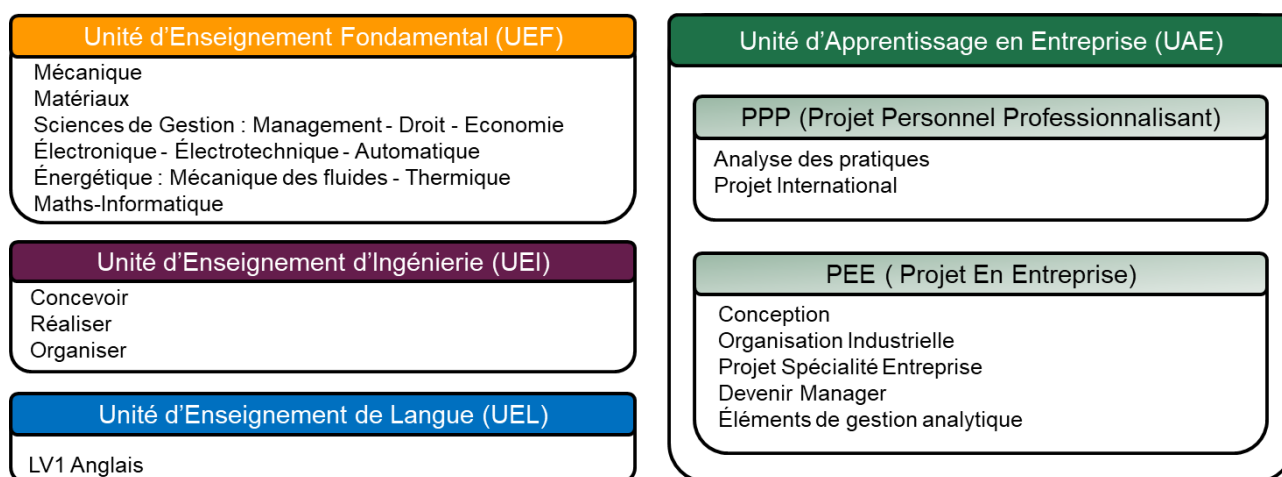 Unité d'Enseignement Fondamental (UEF)
Mécanique
Matériaux
Sciences de Gestion : Management - Droit - Economie
Électronique - Électrotechnique - Automatique
Énergétique : Mécanique des fluides - Thermique
Maths-Informatique
Unité d'Enseignement d'Ingénierie (UEI)
Concevoir
Réaliser
Organiser
Unité d'Enseignement de Langue (UEL)
LV1 Anglais
Unité d'Apprentissage en Entreprise (UAE)
PPP (Projet Personnel Professionnalisant)
Analyse des pratiques
Projet International
PEE ( Projet En Entreprise)
Conception
Organisation Industrielle
Projet Spécialité Entreprise
Devenir Manager
Éléments de gestion analytique